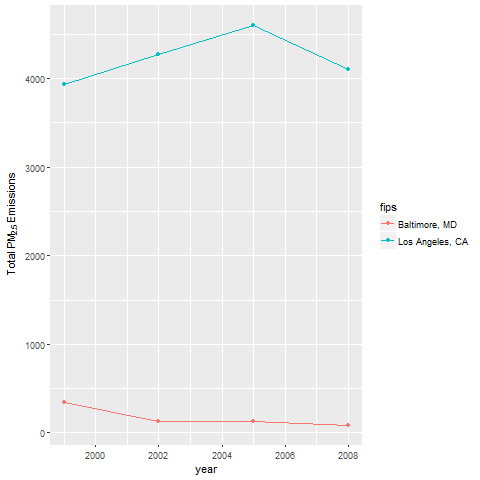 4000
3000
2000
1000
0
Total PM2.5 Emissions
2000 2002 2004 2006 2008
year
fips
Baltimore, MD
Los Angeles, CA